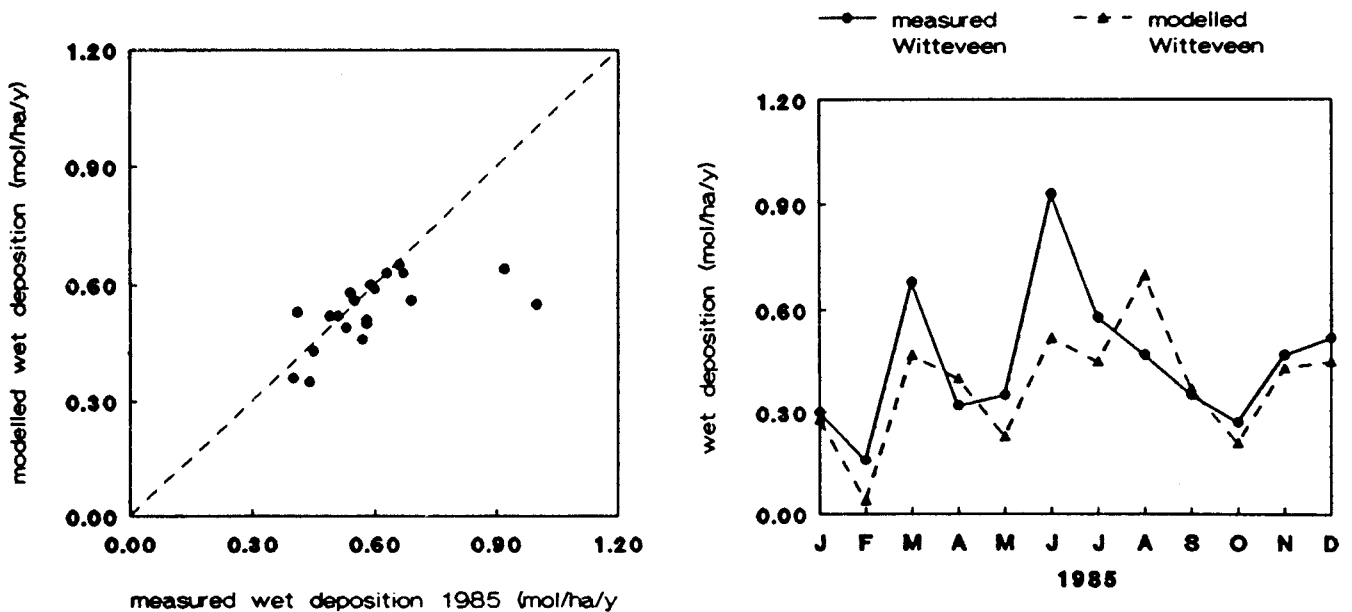 1.20
0.90
0.60
0.30
0.00
modelled wet deposition (mol/ha/y)
0.00 0.30 0.60 0.90 1.20
measured wet deposition 1985 (mol/ha/y
measured
Witteveen
modelled
Witteveen
1.20
0.90
0.60
0.30
0.00
wet deposition (mol/ha/y)
J F M A M J J A S O N D
1985